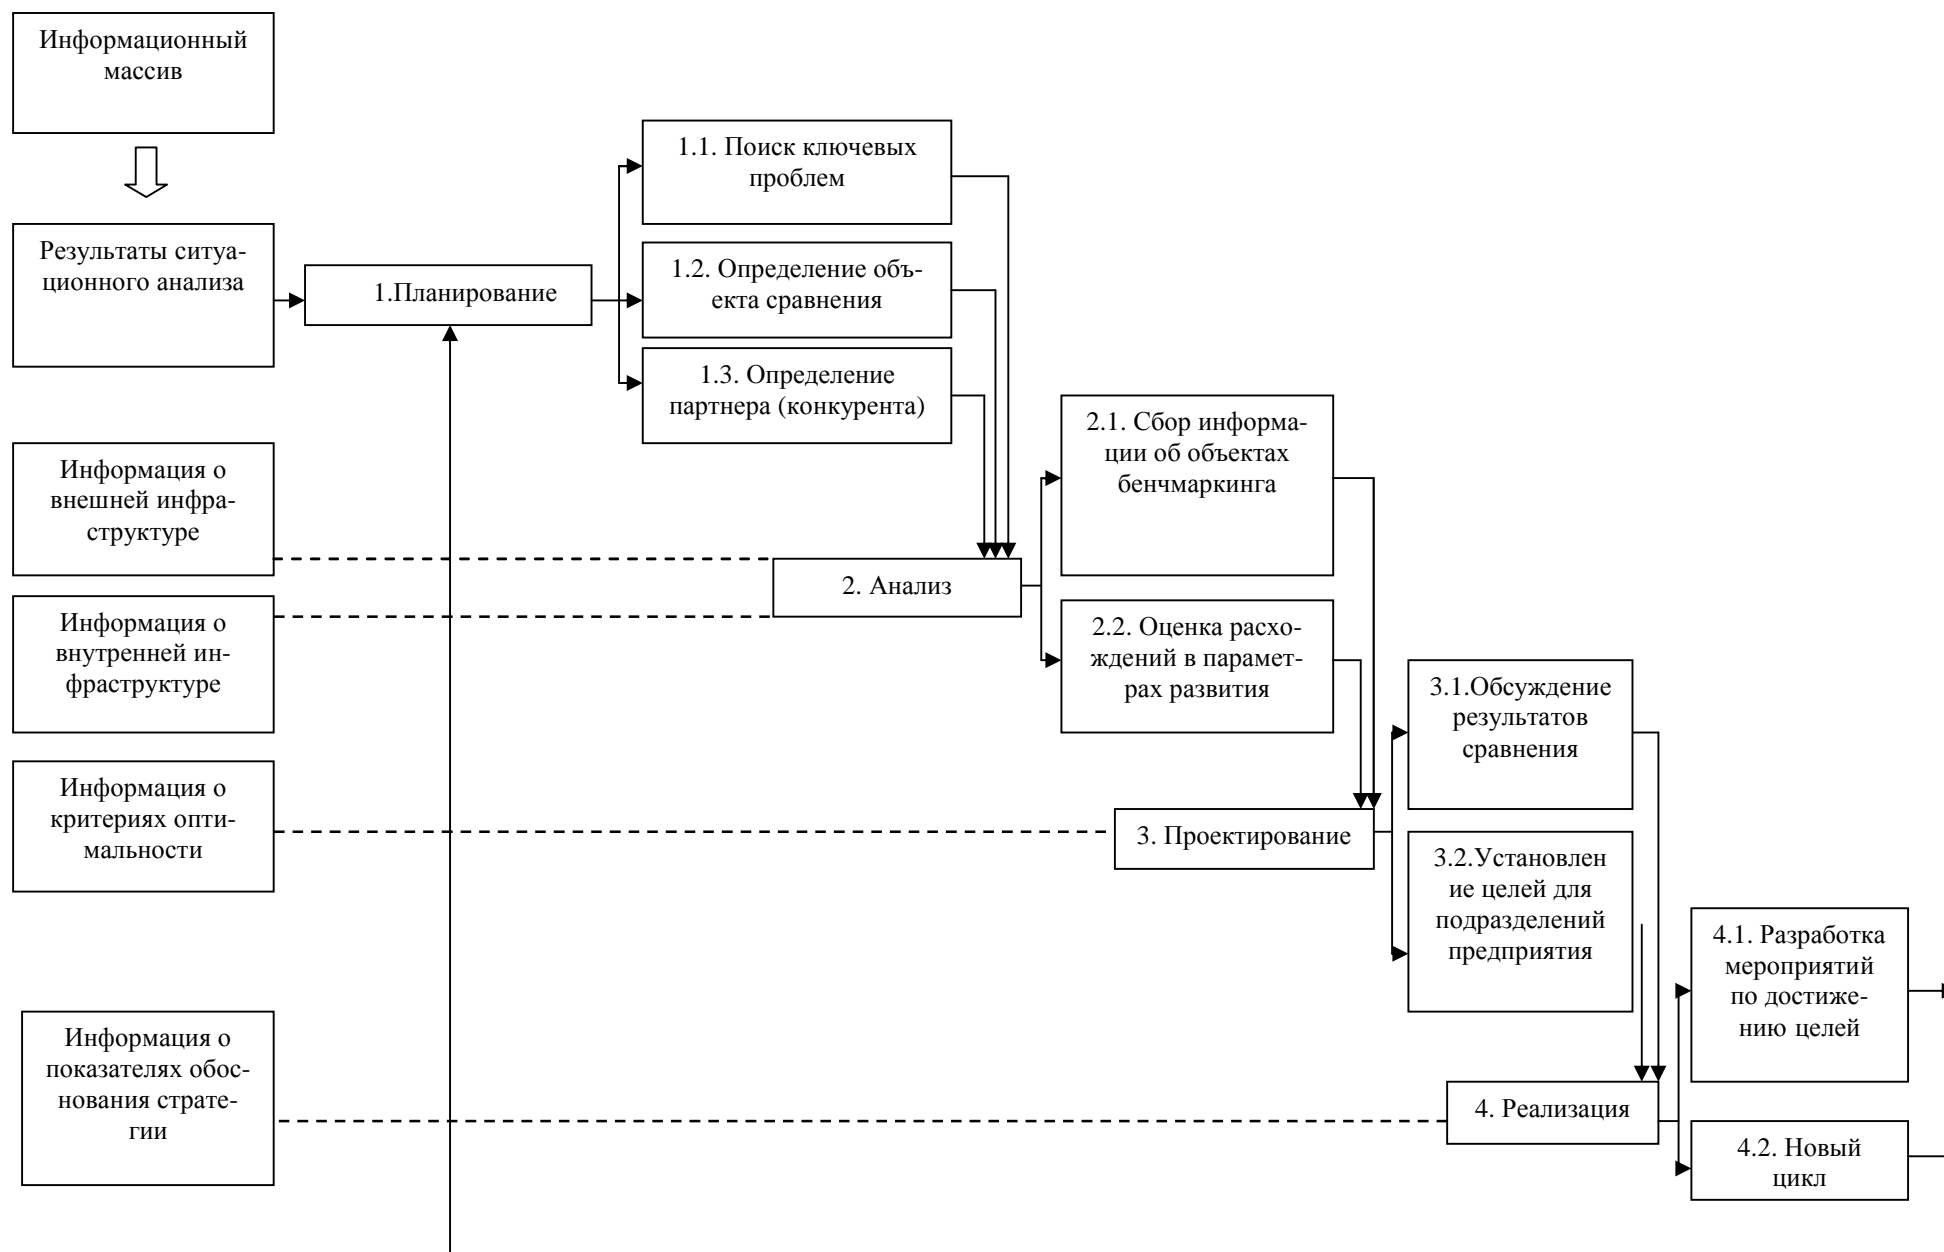 Информационный
массив
Результаты ситуа-
ционного анализа
1.Планирование
1.1. Поиск ключевых
проблем
1.2. Определение объ-
екта сравнения
1.3. Определение
партнера (конкурента)
Информация о
внешней инфра-
структуре
Информация о
внутренней ин-
фраструктуре
2. Анализ
2.1. Сбор информа-
ции об объектах
бенчмаркинга
2.2. Оценка расхо-
ждений в парамет-
рах развития
Информация о
критериях опти-
мальности
3. Проектирование
3.1.Обсуждение
результатов
сравнения
3.2.Установлен
ие целей для
подразделений
предприятия
Информация о
показателях обос-
нования страте-
гии
4. Реализация
4.1. Разработка
мероприятий
по достиже-
нию целей
4.2. Новый
цикл